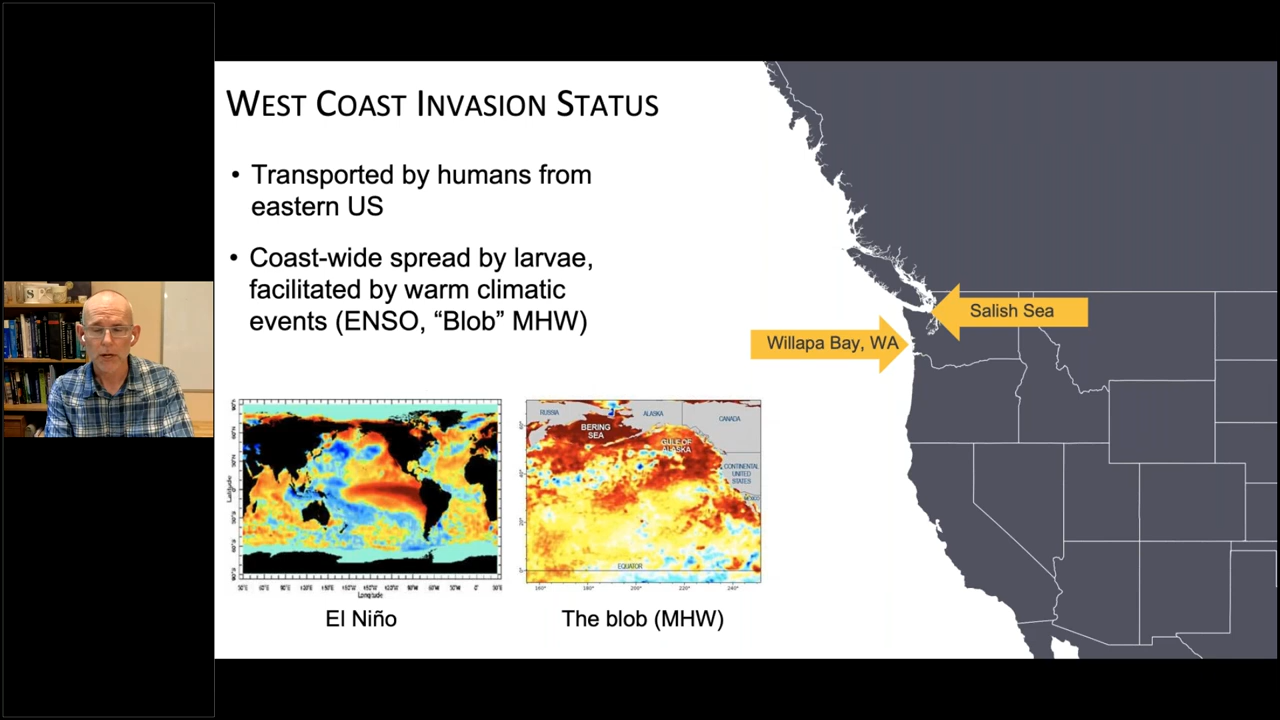 WEST COAST INVASION STATUS
• Transported by humans from
eastern US
• Coast-wide spread by larvae,
facilitated by warm climatic
events (ENSO, “Blob” MHW)
Salish Sea
Willapa Bay, WA
RUSSIA
ALASKA
CANADA
BERING
SEA
GULF OF
ALASKA
CONTINENTAL
UNITED
STATES
MEXICO
EQUATOR
Latitude
Longitude
El Niño
The blob (MHW)